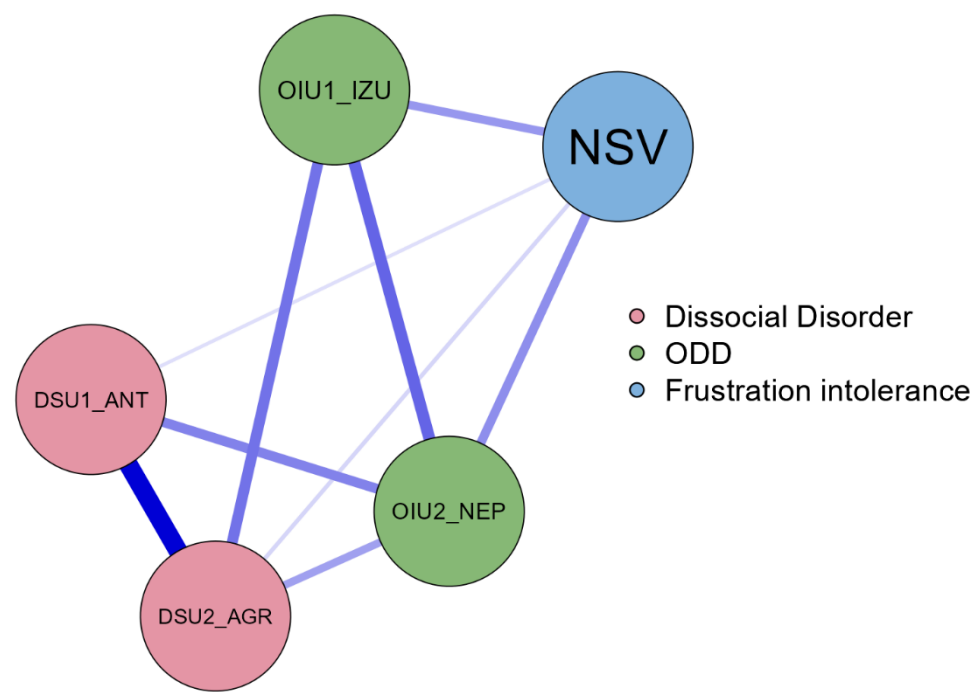 OIU1_IZU
NSV
Dissocial Disorder
ODD
Frustration intolerance
DSU1_ANT
OIU2_NEP
DSU2_AGR